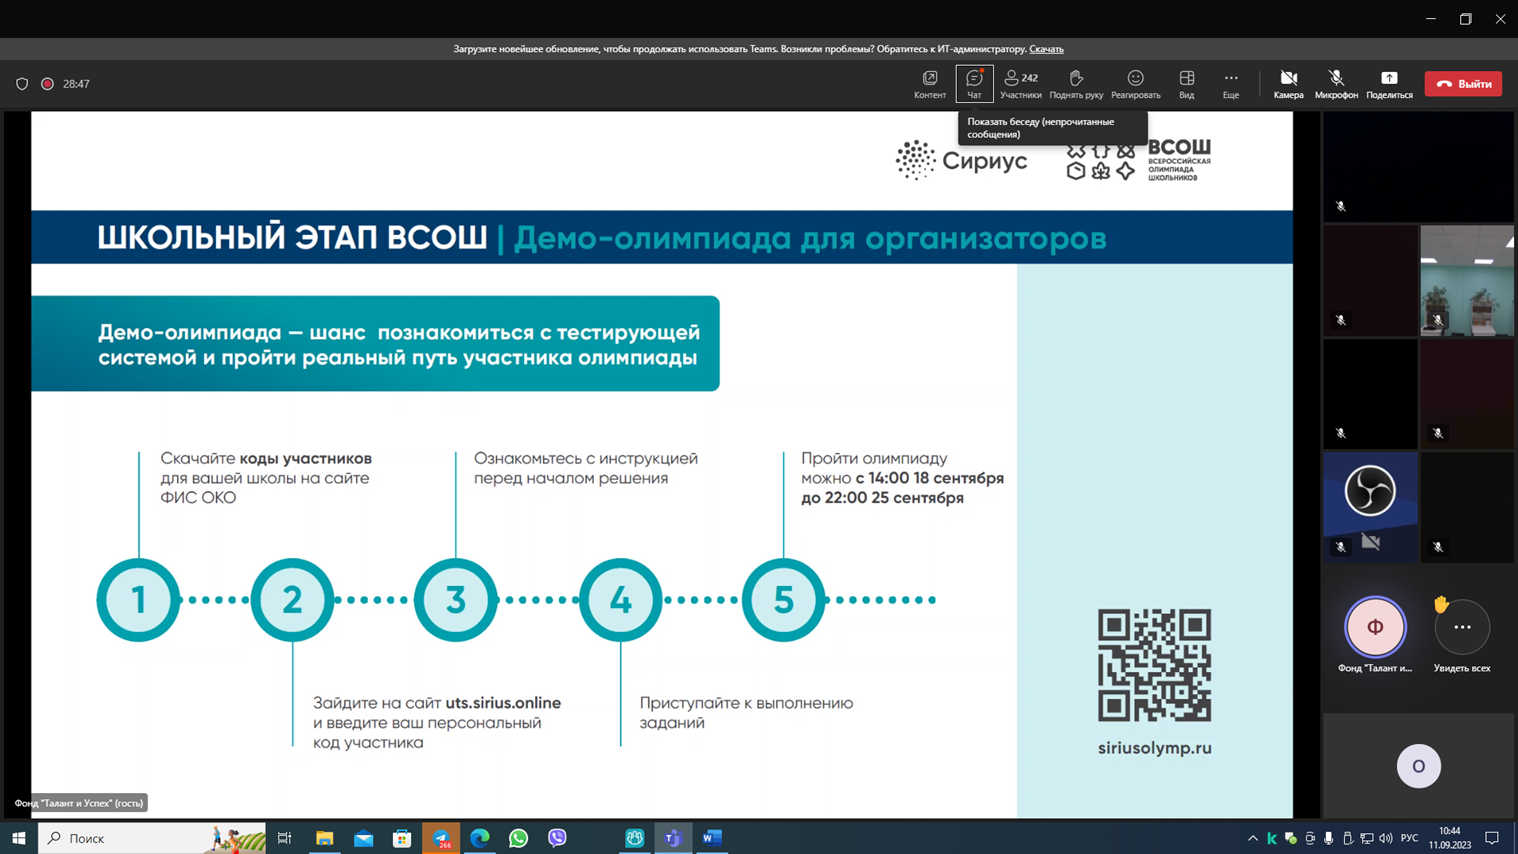 Загрузите новейшее обновление, чтобы продолжать использовать Teams. Возникли проблемы? Обратитесь к ИТ-администратору. Скачать
28:47
Контент
Чат
242
Участники
Поднять руку
Реагировать
Вид
Еще
Камера
Микрофон
Поделиться
Выйти
Показать беседу (непрочитанные
сообщения)
Сириус
ВСОШ
ВСЕРОССИЙСКАЯ
ОЛИМПИАДА
ШКОЛЬНИКОВ
ШКОЛЬНЫЙ ЭТАП ВСОШ | Демо-олимпиада для организаторов
Демо-олимпиада — шанс познакомиться с тестирующей
системой и пройти реальный путь участника олимпиады
Скачайте коды участников
для вашей школы на сайте
ФИС ОКО
Ознакомьтесь с инструкцией
перед началом решения
Пройти олимпиаду
можно с 14:00 18 сентября
до 22:00 25 сентября
1
2
3
4
5
Зайдите на сайт uts.sirius.online
и введите ваш персональный
код участника
Приступайте к выполнению
заданий
siriusolymp.ru
Ф
Фонд "Талант и...
Увидеть всех
О
Фонд "Талант и Успех" (гость)
Поиск
266
РУС
10:44
11.09.2023